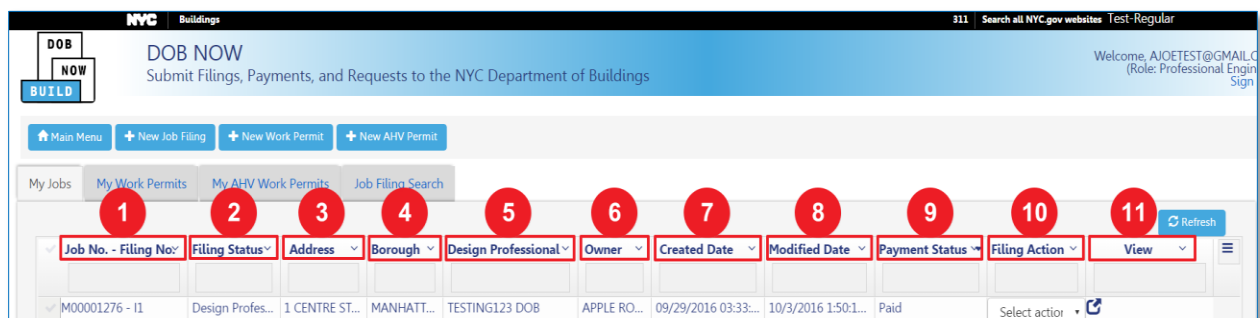 NYC Buildings 311 Search all NYC.gov websites Test-Regular
DOB
NOW
BUILD
DOB NOW
Submit Filings, Payments, and Requests to the NYC Department of Buildings
Welcome, AJOETEST@GMAIL.C
(Role: Professional Engin
Sign
Main Menu + New Job Filing + New Work Permit + New AHV Permit
My Jobs My Work Permits My AHV Work Permits Job Filing Search
1 2 3 4 5 6 7 8 9 10 11
Refresh
Job No. - Filing No. Filing Status Address Borough Design Professional Owner Created Date Modified Date Payment Status Filing Action View
M00001276 - I1 Design Profes... 1 CENTRE ST... MANHATT... TESTING123 DOB APPLE RO... 09/29/2016 03:33:... 10/3/2016 1:50:1... Paid Select action